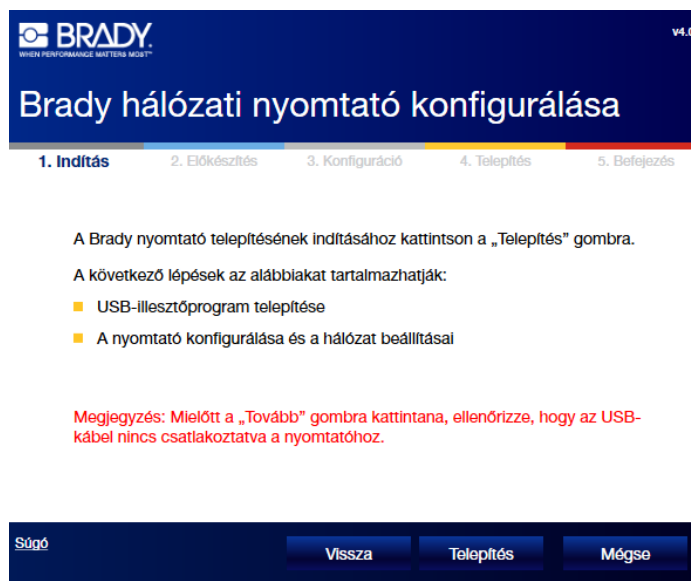 BRADY.
WHEN PERFORMANCE MATTERS MOST™
v4.0
Brady hálózati nyomtató konfigurálása
1. Indítás 2. Előkészítés 3. Konfiguráció 4. Telepítés 5. Befejezés
A Brady nyomtató telepítésének indításához kattintson a „Telepítés” gombra.
A következő lépések az alábbiakat tartalmazhatják:
USB-illesztőprogram telepítése
A nyomtató konfigurálása és a hálózat beállításai
Megjegyzés: Mielőtt a „Tovább” gombra kattintana, ellenőrizze, hogy az USB-
kábel nincs csatlakoztatva a nyomtatóhoz.
Súgó Vissza Telepítés Mégse